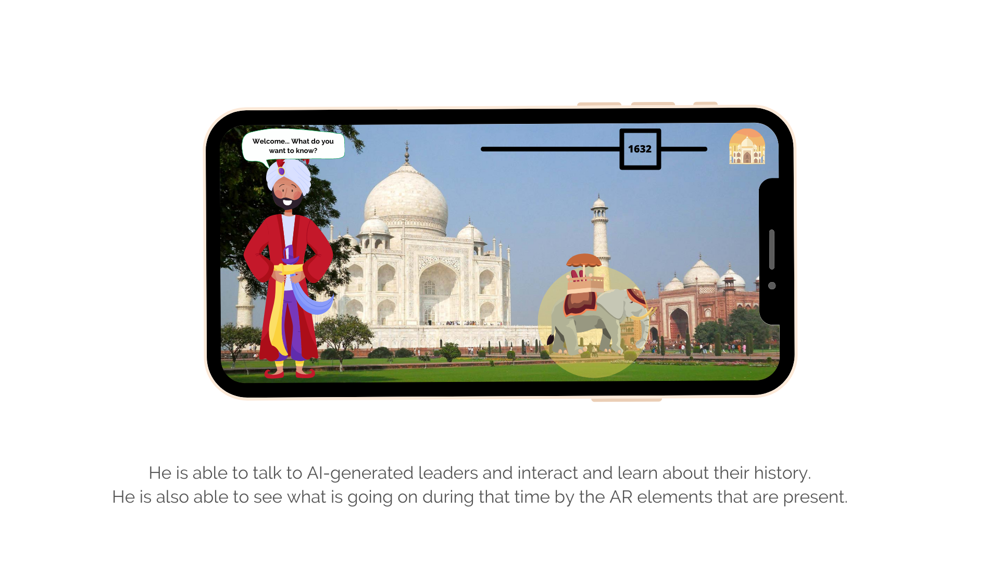 Welcome... What do you
want to know?
1632
He is able to talk to AI-generated leaders and interact and learn about their history.
He is also able to see what is going on during that time by the AR elements that are present.